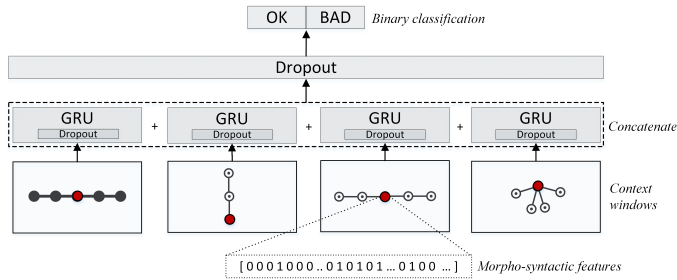 OK BAD Binary classification
Dropout
GRU GRU GRU GRU
Dropout + Dropout + Dropout + Dropout Concatenate
Context
windows
[ 0 0 0 1 0 0 0 .. 0 1 0 1 0 1 ... 0 1 0 0 ... ] Morpho-syntactic features